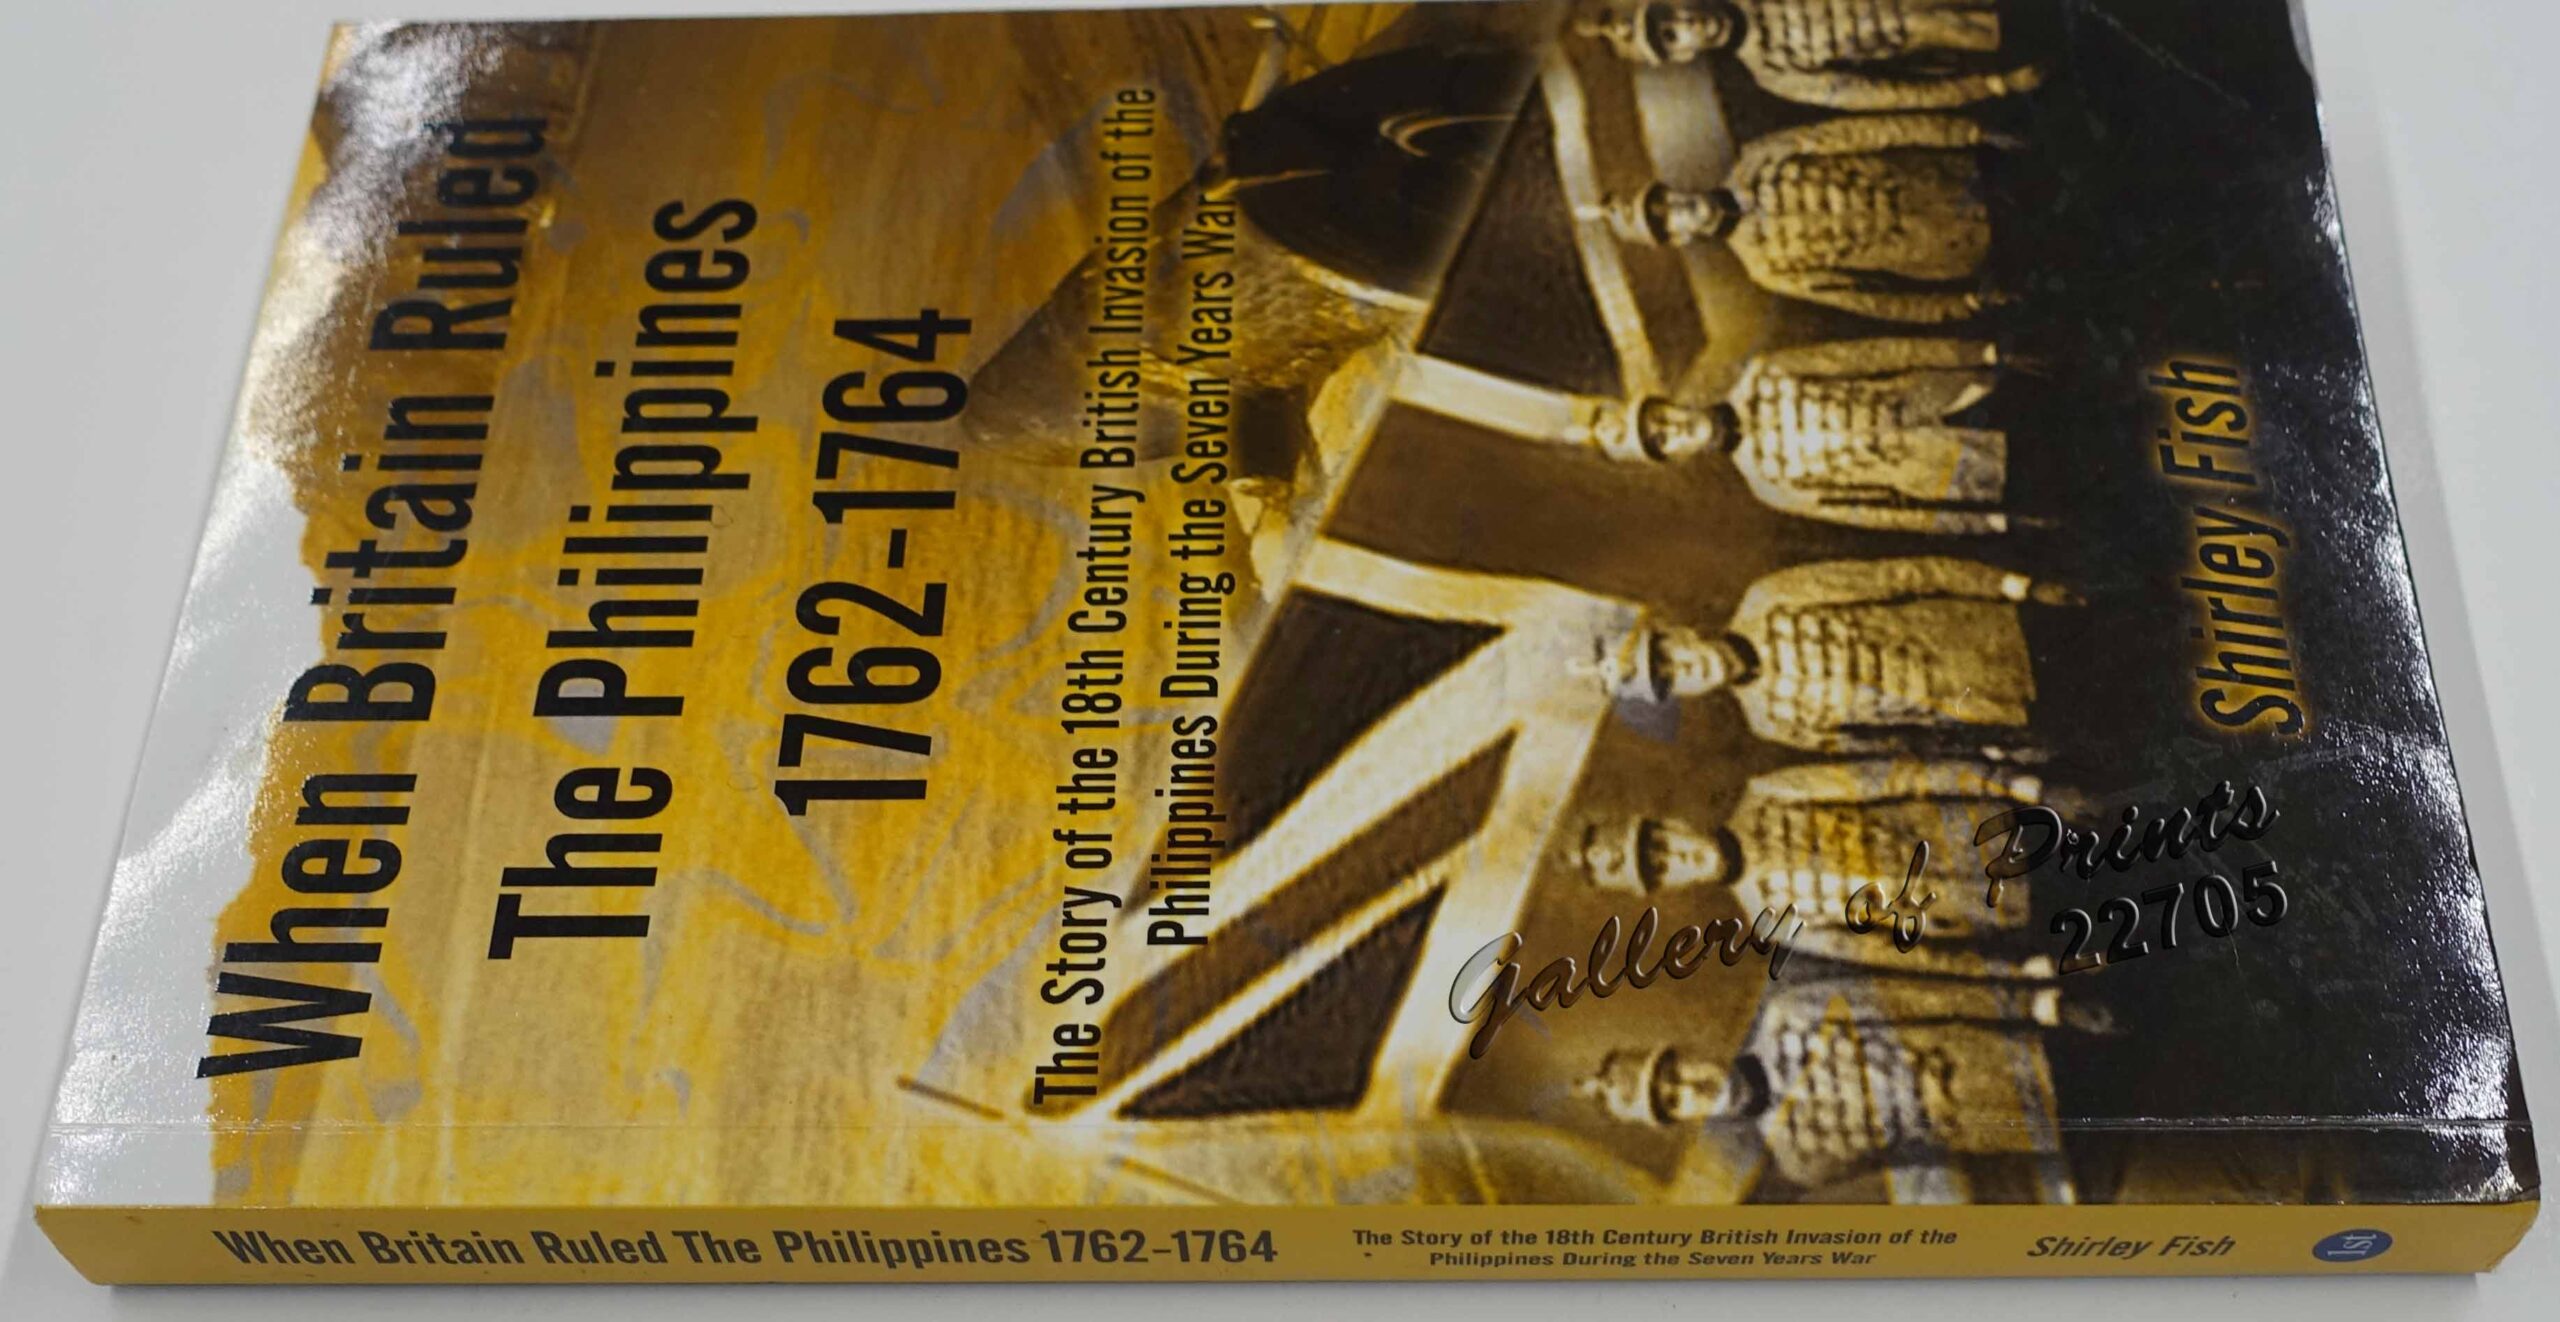 When Britain Ruled
The Philippines
1762-1764
The Story of the 18th Century British Invasion of the
Philippines During the Seven Years War
Shirley Fish
Gallery of Prints
22705
When Britain Ruled The Philippines 1762-1764
The Story of the 18th Century British Invasion of the
Philippines During the Seven Years War
Shirley Fish
1st